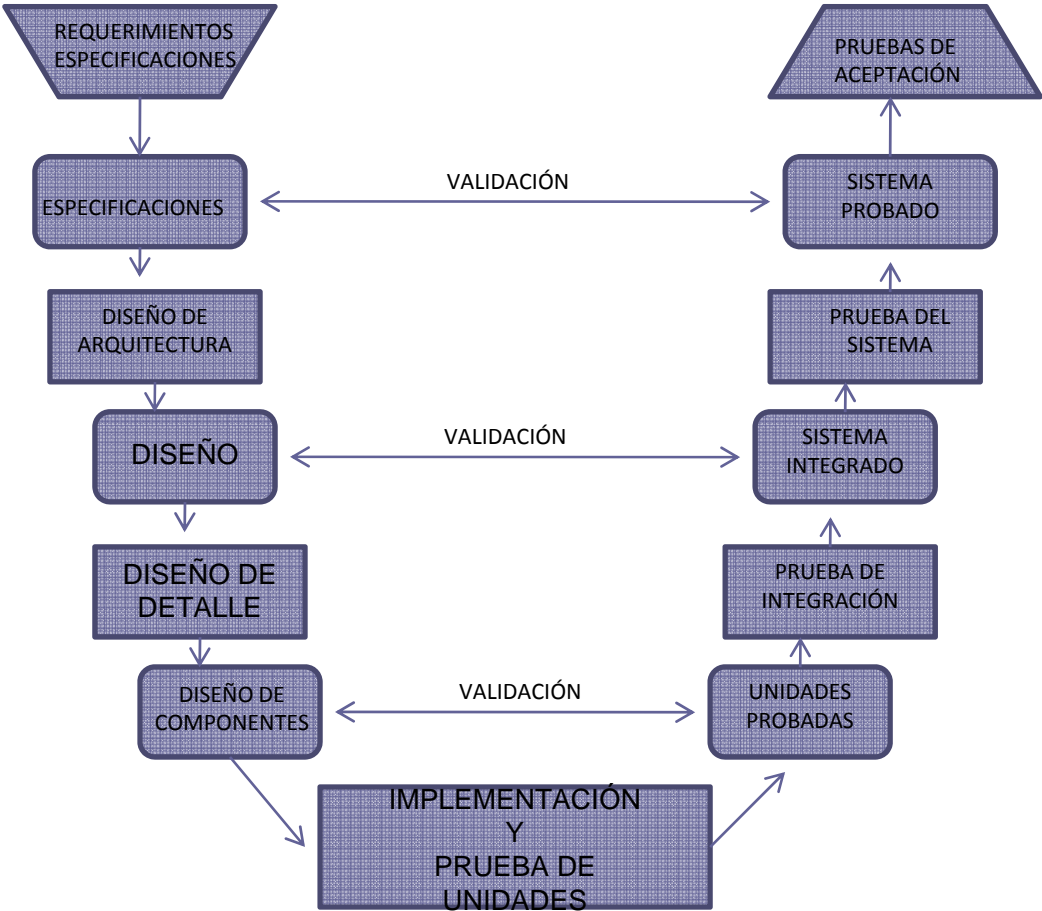 REQUERIMIENTOS
ESPECIFICACIONES
PRUEBAS DE
ACEPTACIÓN
ESPECIFICACIONES
VALIDACIÓN
SISTEMA
PROBADO
DISEÑO DE
ARQUITECTURA
PRUEBA DEL
SISTEMA
DISEÑO
VALIDACIÓN
SISTEMA
INTEGRADO
DISEÑO DE
DETALLE
PRUEBA DE
INTEGRACIÓN
DISEÑO DE
COMPONENTES
VALIDACIÓN
UNIDADES
PROBADAS
IMPLEMENTACIÓN
Y
PRUEBA DE
UNIDADES